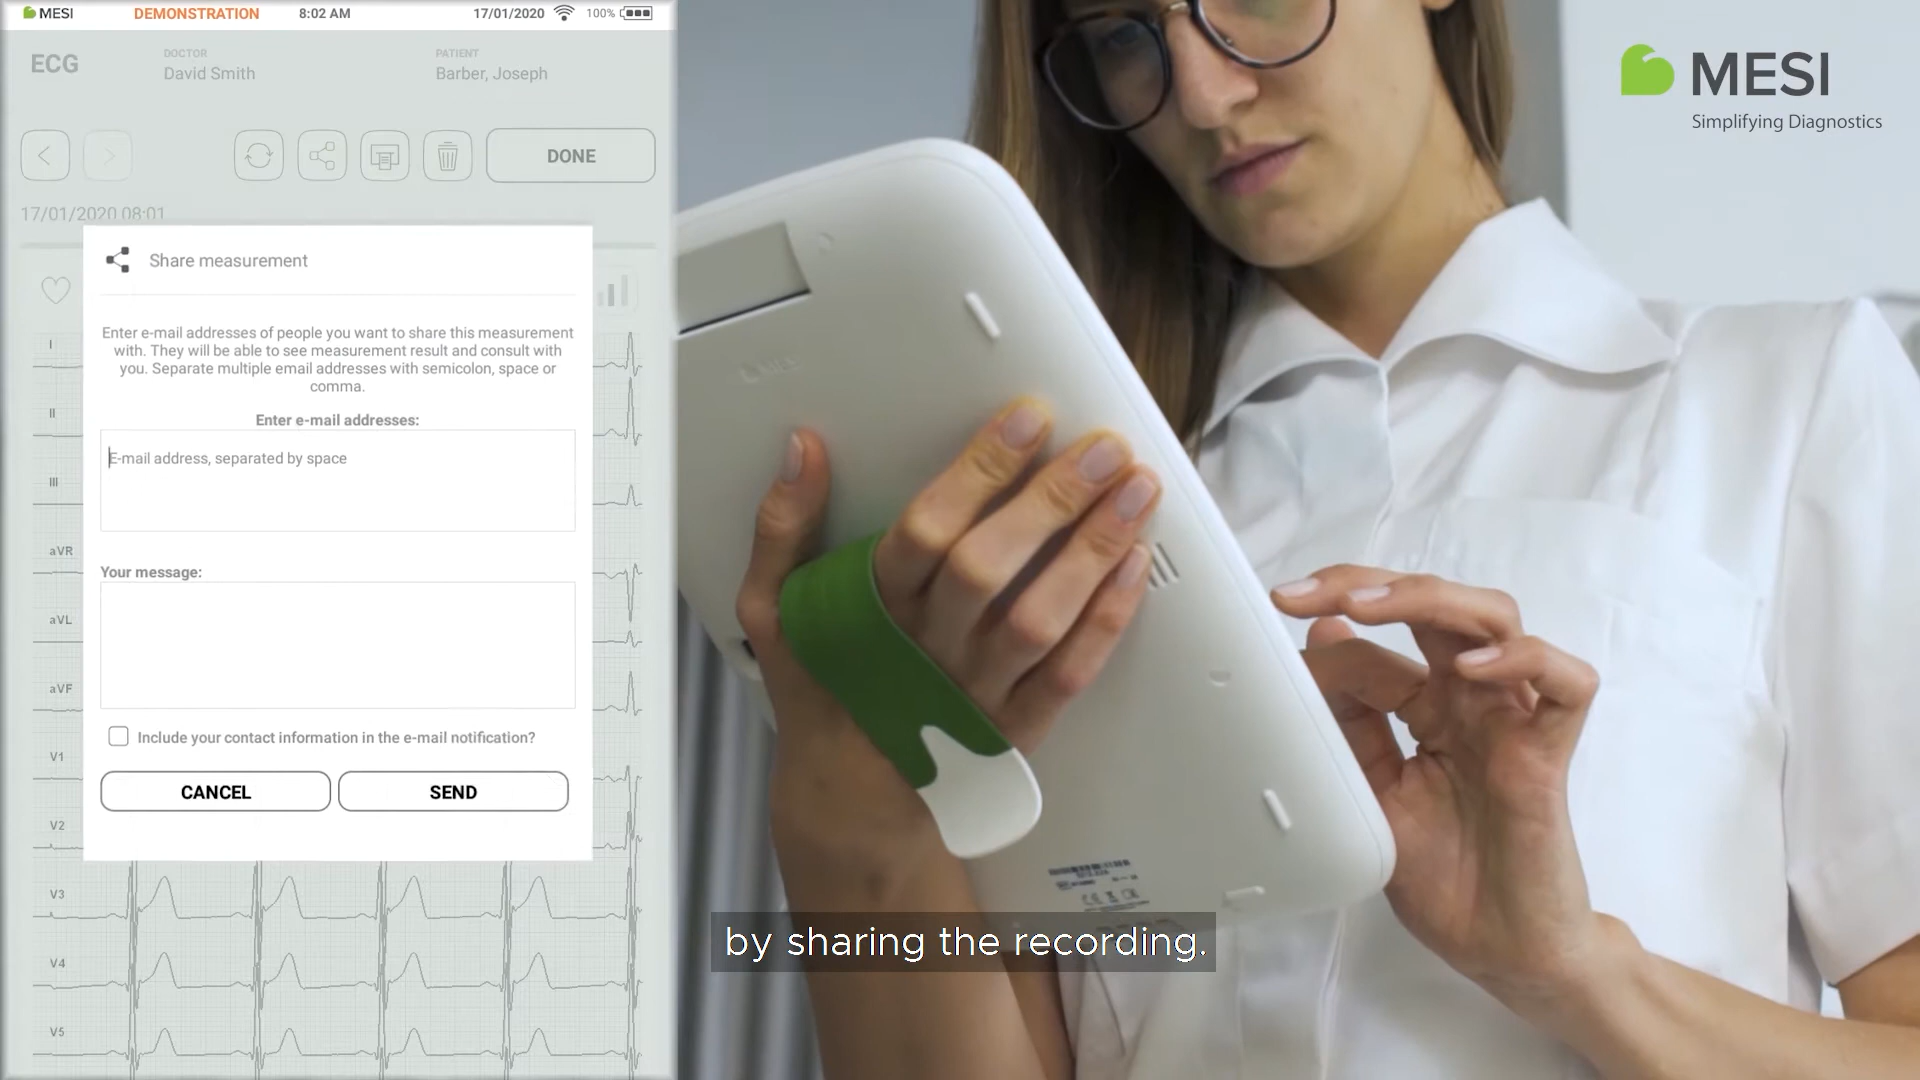 MESI
DEMONSTRATION
8:02 AM
17/01/2020
100%
ECG
DOCTOR
David Smith
PATIENT
Barber, Joseph
DONE
17/01/2020 08:01
Share measurement
Enter e-mail addresses of people you want to share this measurement
with. They will be able to see measurement result and consult with
you. Separate multiple email addresses with semicolon, space or
comma.
Enter e-mail addresses:
E-mail address, separated by space
Your message:
Include your contact information in the e-mail notification?
CANCEL
SEND
I
II
III
aVR
aVL
aVF
V1
V2
V3
V4
V5
MESI
Simplifying Diagnostics
by sharing the recording.